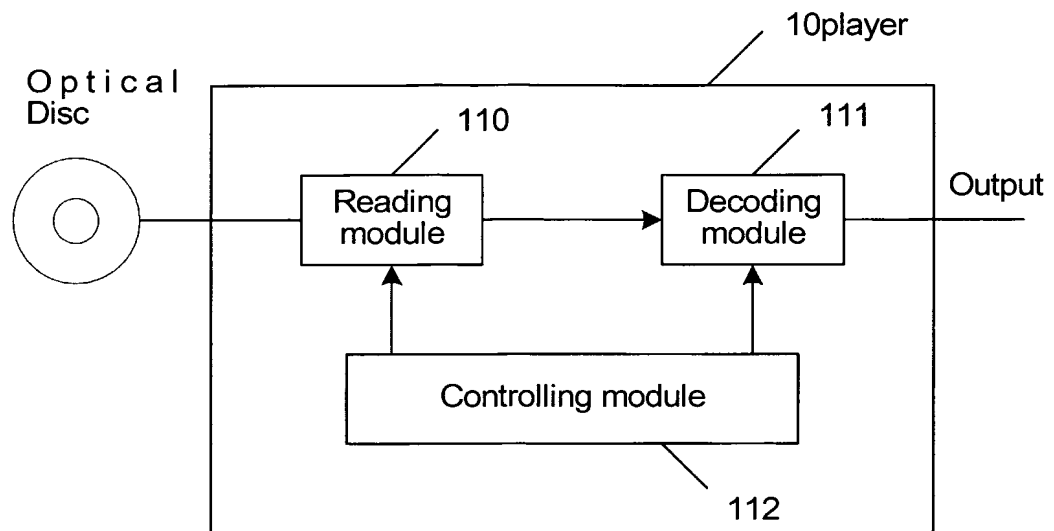 10player
Optical
Disc
110
111
Reading
module
Decoding
module
Output
Controlling module
112